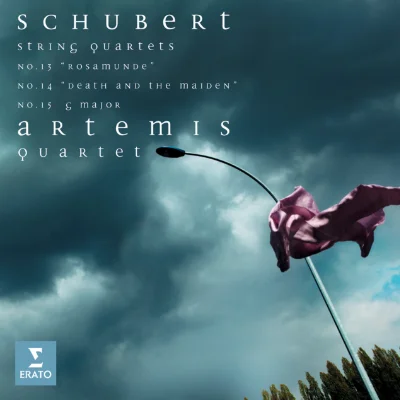 SCHUBERT
STRING QUARTETS
NO.13 "ROSAMUNDE"
NO.14 "DEATH AND THE MAIDEN"
NO.15 G MAJOR
ARTEMIS
QUARTET
ERATO